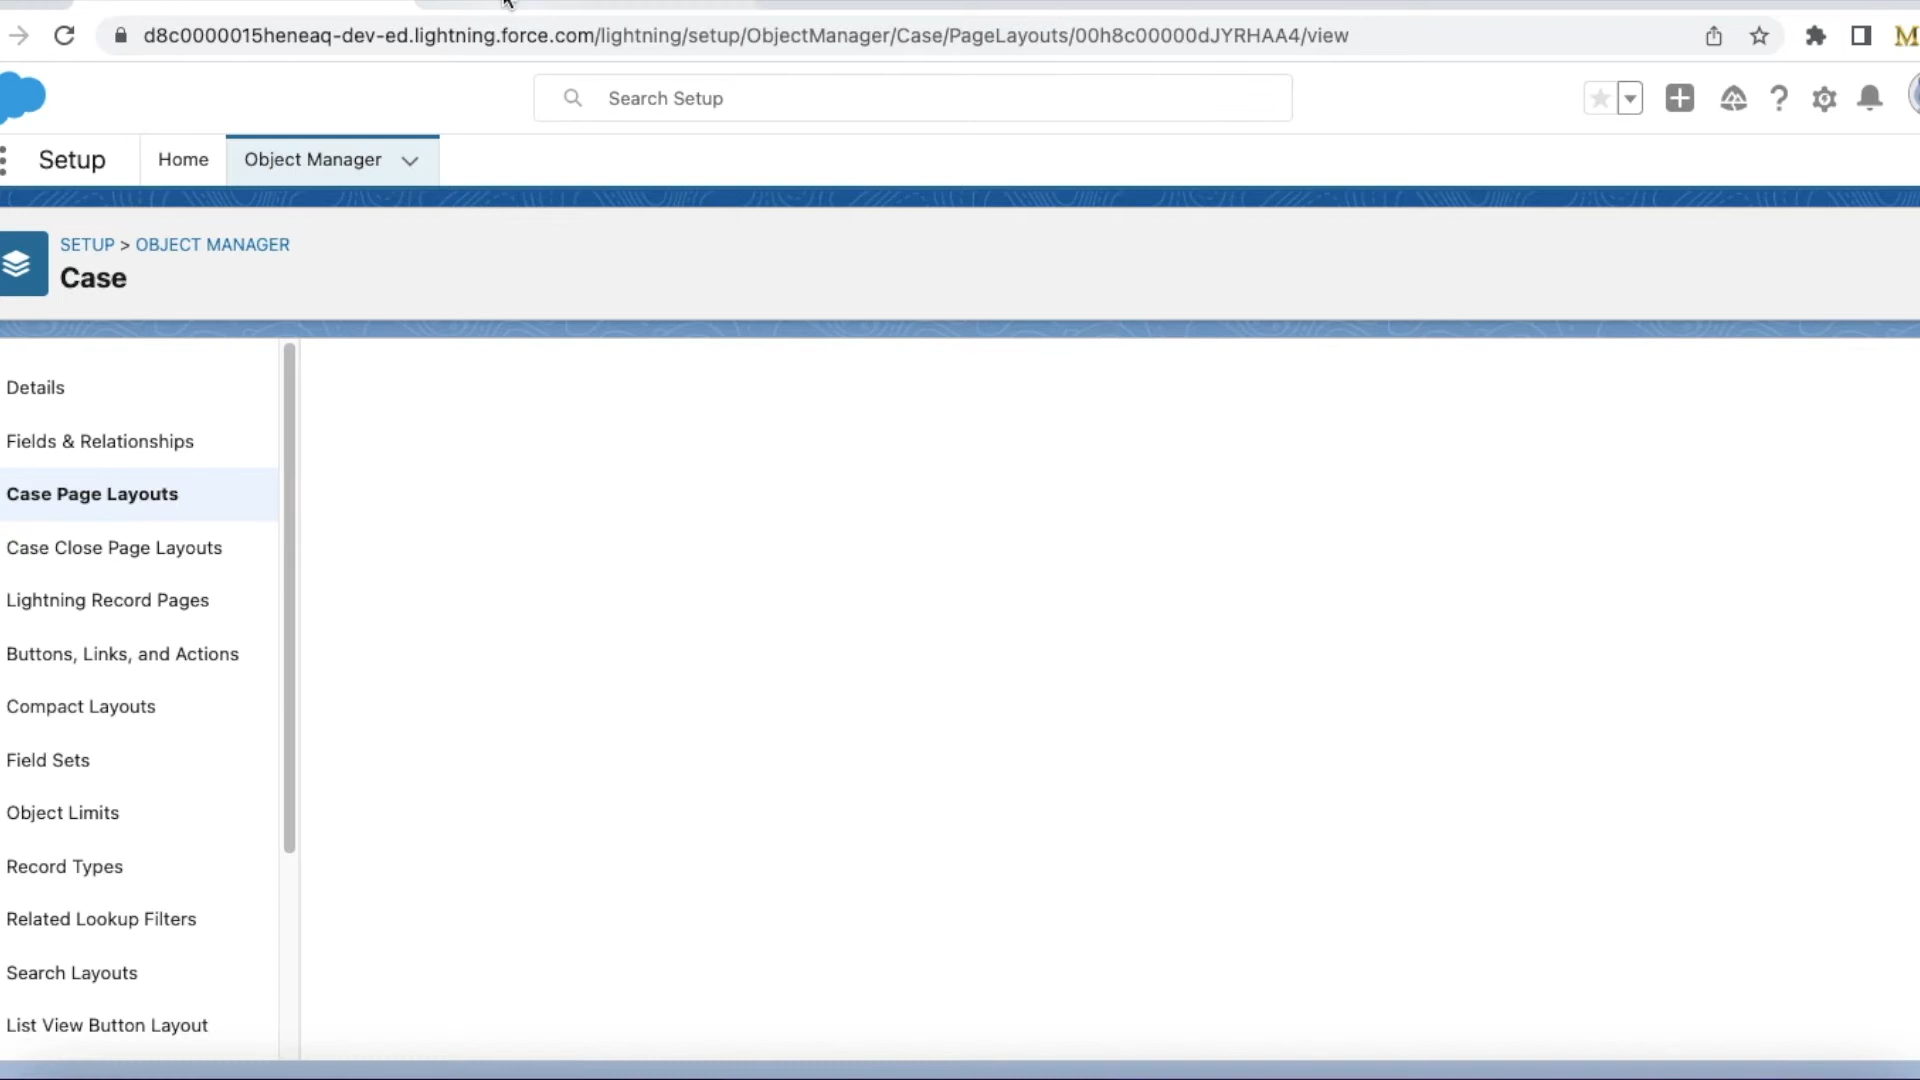 d8c0000015heneaq-dev-ed.lightning.force.com/lightning/setup/ObjectManager/Case/PageLayouts/00h8c00000dJYRHAA4/view
M
Search Setup
Setup
Home
Object Manager
SETUP > OBJECT MANAGER
Case
Details
Fields & Relationships
Case Page Layouts
Case Close Page Layouts
Lightning Record Pages
Buttons, Links, and Actions
Compact Layouts
Field Sets
Object Limits
Record Types
Related Lookup Filters
Search Layouts
List View Button Layout